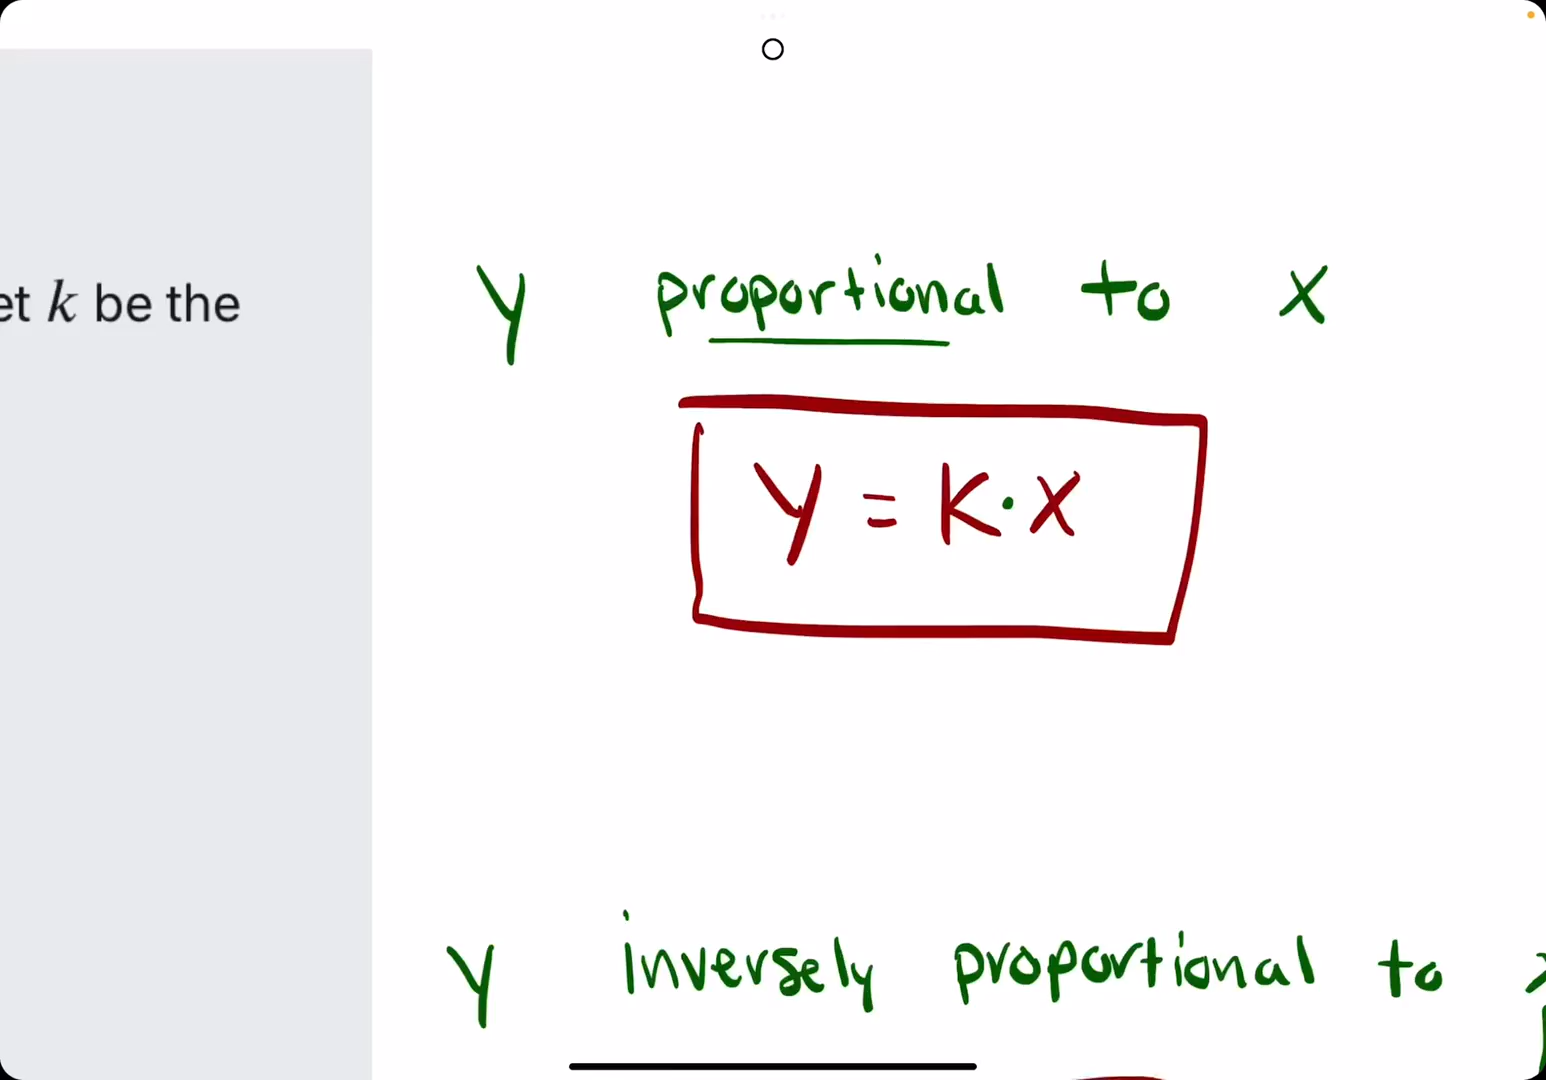 et k be the
y proportional to x
y = k·x
y inversely proportional to